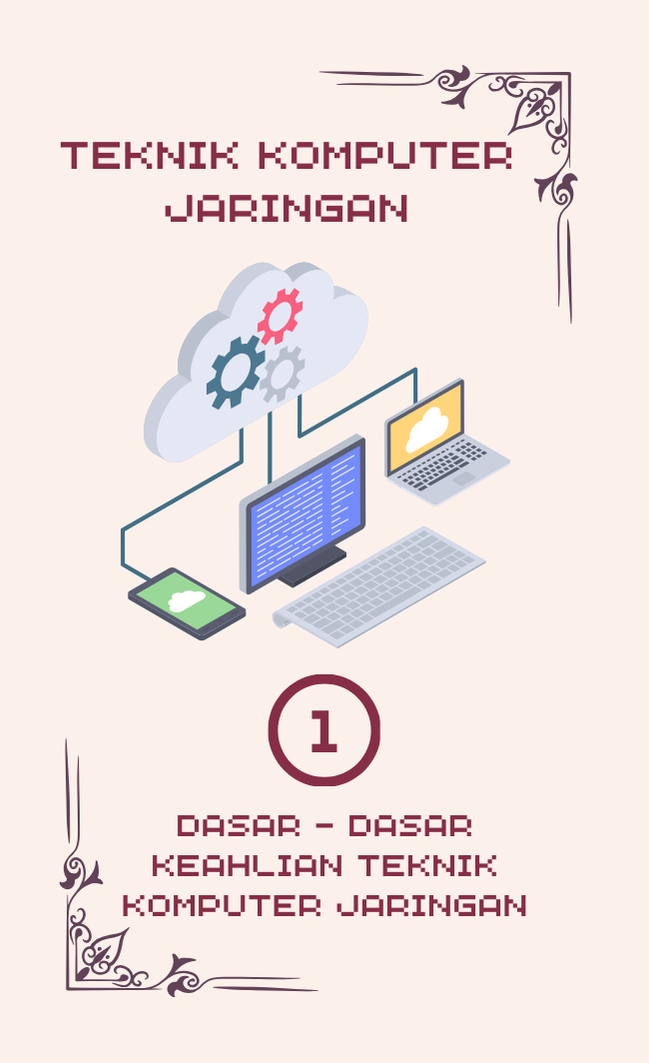 TEKNIK KOMPUTER
JARINGAN
1
DASAR - DASAR
KEAHLIAN TEKNIK
KOMPUTER JARINGAN